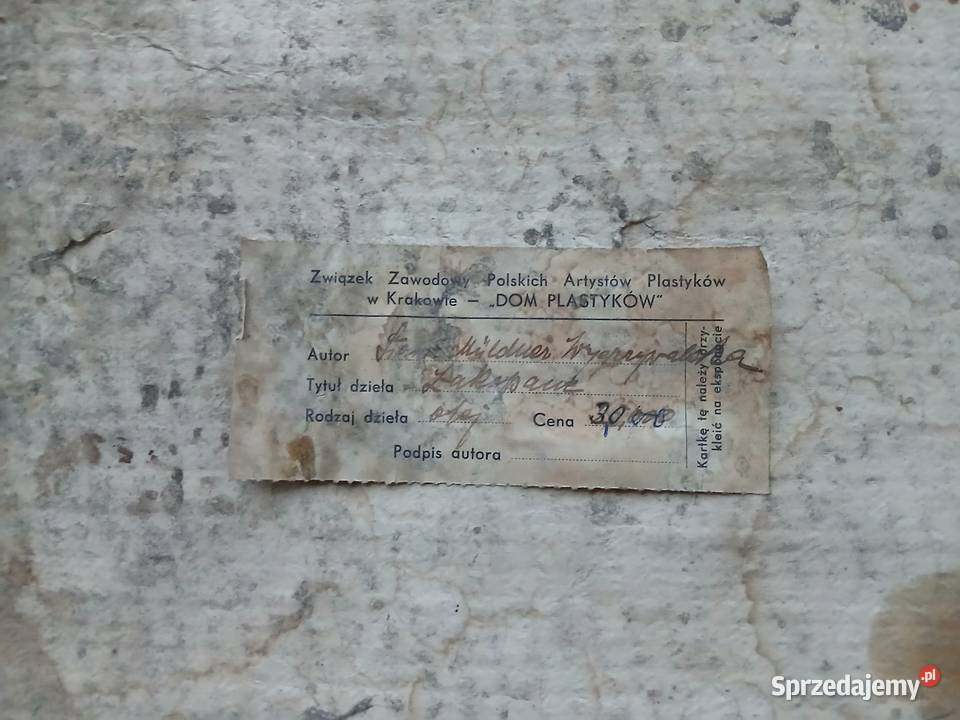 Związek Zawodowy Polskich Artystów Plastyków
w Krakowie – „DOM PLASTYKÓW”
Autor Müldner
Tytuł dzieła Zakopane
Rodzaj dzieła olej Cena 30,000
Podpis autora
Kartkę tę należy przy-
kleić na eksponacie
Sprzedajemy.pl